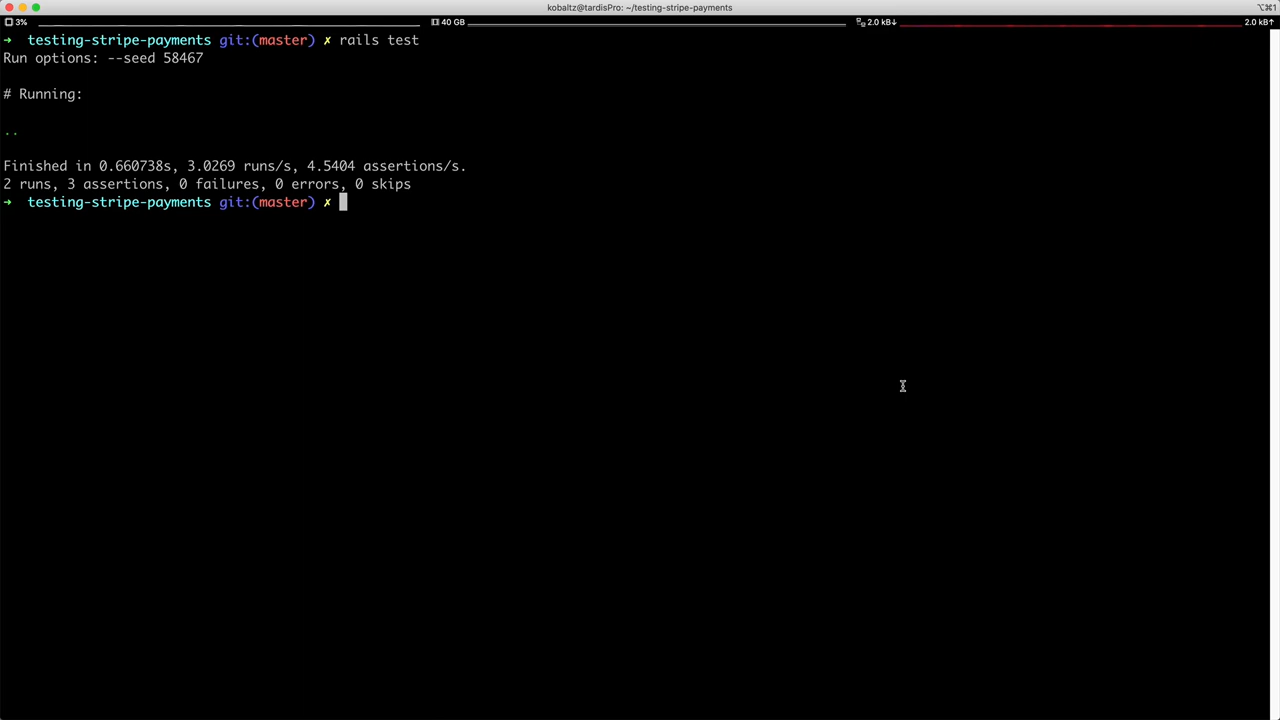 kobaltz@tardisPro: ~/testing-stripe-payments
⌥⌘1
3%
40 GB
2.0 kB↓
2.0 kB↑
➜ testing-stripe-payments git:(master) ✗ rails test
Run options: --seed 58467
# Running:
..
Finished in 0.660738s, 3.0269 runs/s, 4.5404 assertions/s.
2 runs, 3 assertions, 0 failures, 0 errors, 0 skips
➜ testing-stripe-payments git:(master) ✗